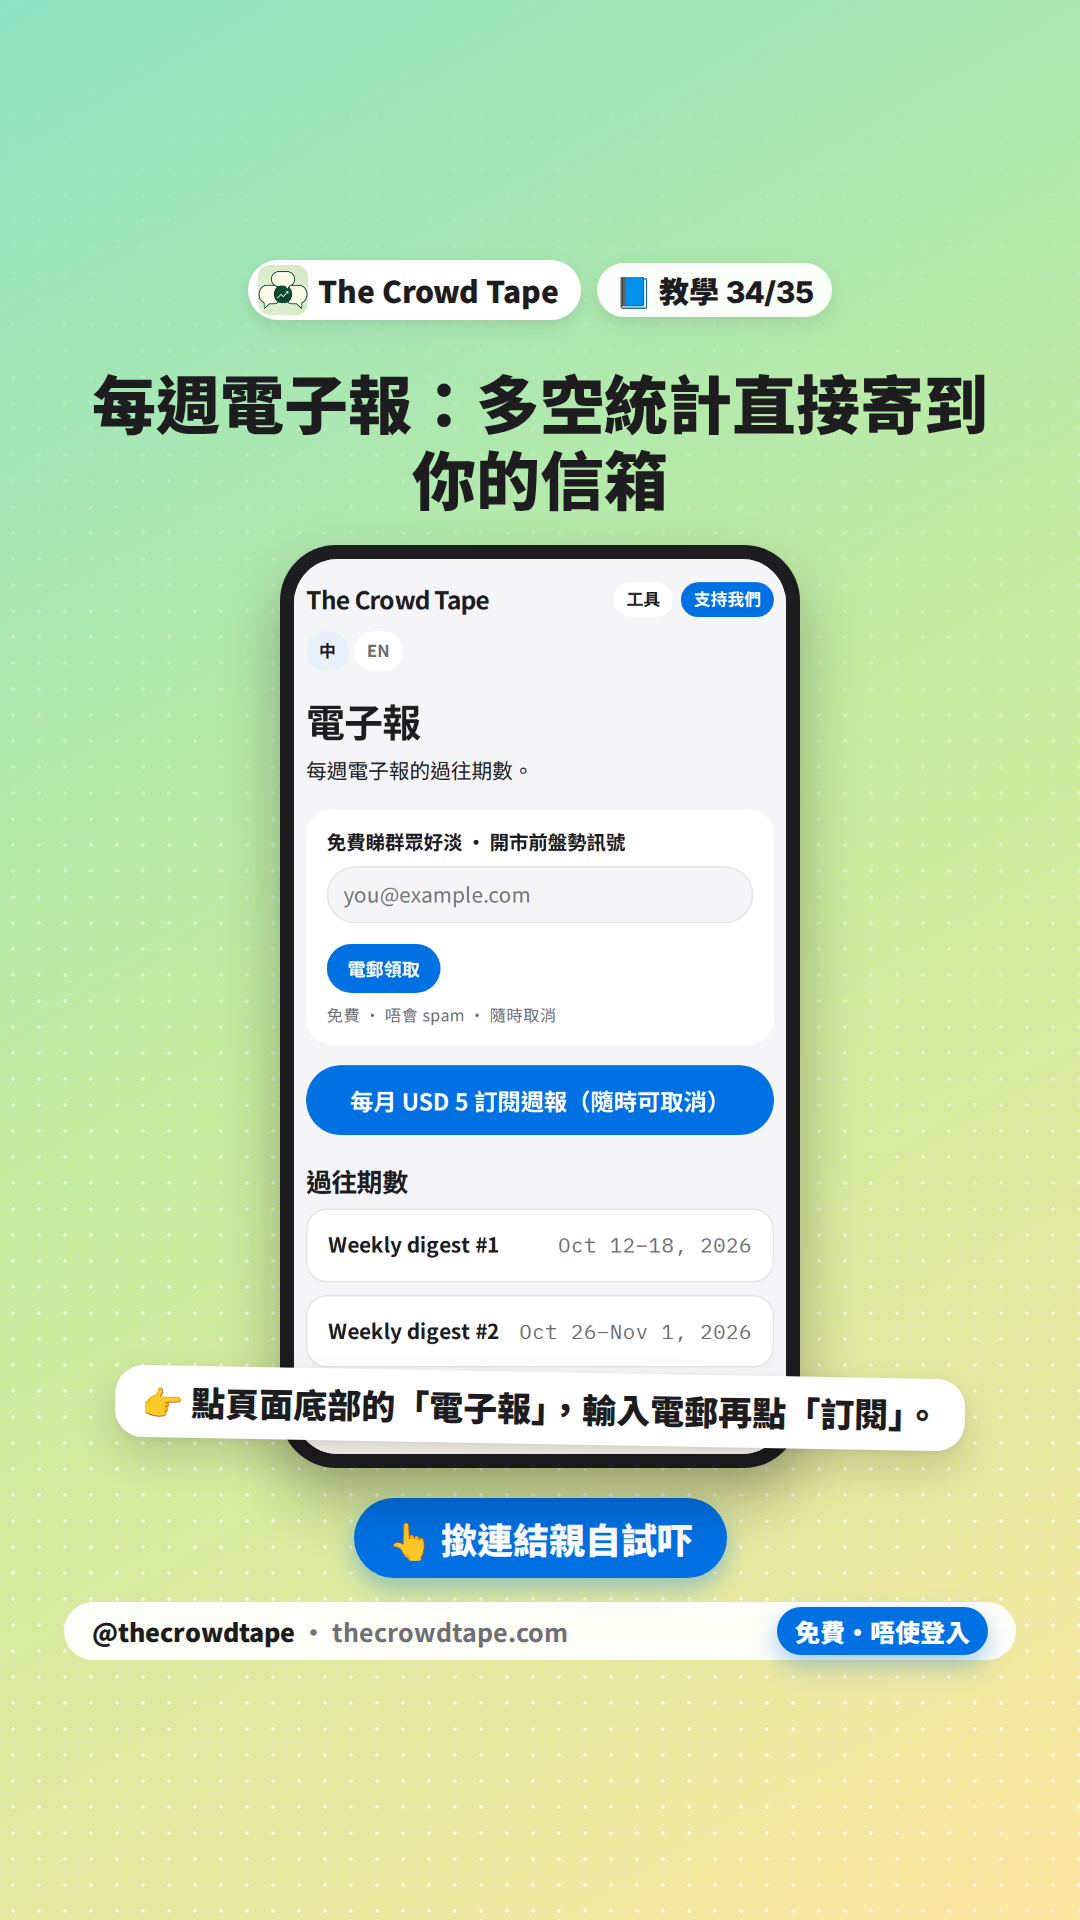 The Crowd Tape
📘 教學 34/35
每週電子報：多空統計直接寄到
你的信箱
The Crowd Tape
工具
支持我們
中
EN
電子報
每週電子報的過往期數。
免費睇群眾好淡 · 開市前盤勢訊號
you@example.com
電郵領取
免費 · 唔會 spam · 隨時取消
每月 USD 5 訂閱週報（隨時可取消）
過往期數
Weekly digest #1 Oct 12–18, 2026
Weekly digest #2 Oct 26–Nov 1, 2026
👉 點頁面底部的「電子報」，輸入電郵再點「訂閱」。
👆 撳連結親自試吓
@thecrowdtape · thecrowdtape.com
免費・唔使登入